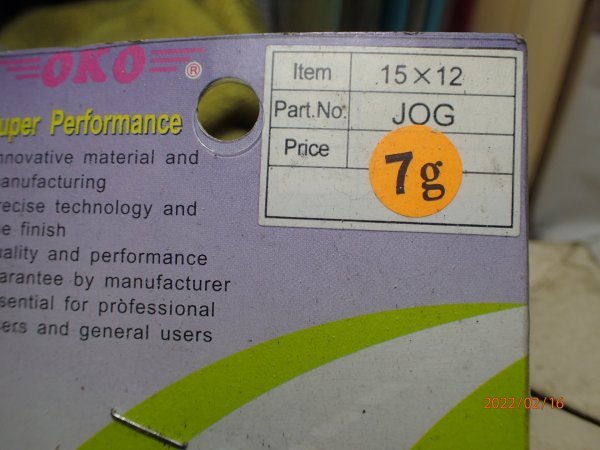 OKO ®
uper Performance
nnovative material and
anufacturing
recise technology and
e finish
uality and performance
arantee by manufacturer
sential for professional
ers and general users
Item 15×12
Part.No. JOG
Price
7g
2022/02/16